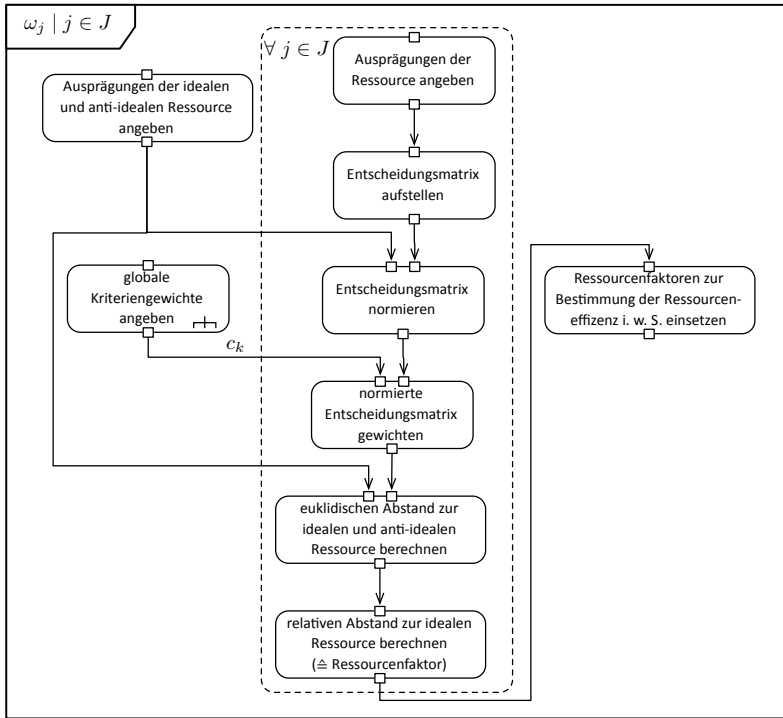 ω_j | j ∈ J
∀ j ∈ J
Ausprägungen der
Ressource angeben
Ausprägungen der idealen
und anti-idealen Ressource
angeben
Entscheidungsmatrix
aufstellen
globale
Kriteriengewichte
angeben
Entscheidungsmatrix
normieren
Ressourcenfaktoren zur
Bestimmung der Ressourcen-
effizienz i. w. S. einsetzen
c_k
normierte
Entscheidungsmatrix
gewichten
euklidischen Abstand zur
idealen und anti-idealen
Ressource berechnen
relativen Abstand zur idealen
Ressource berechnen
(≙ Ressourcenfaktor)